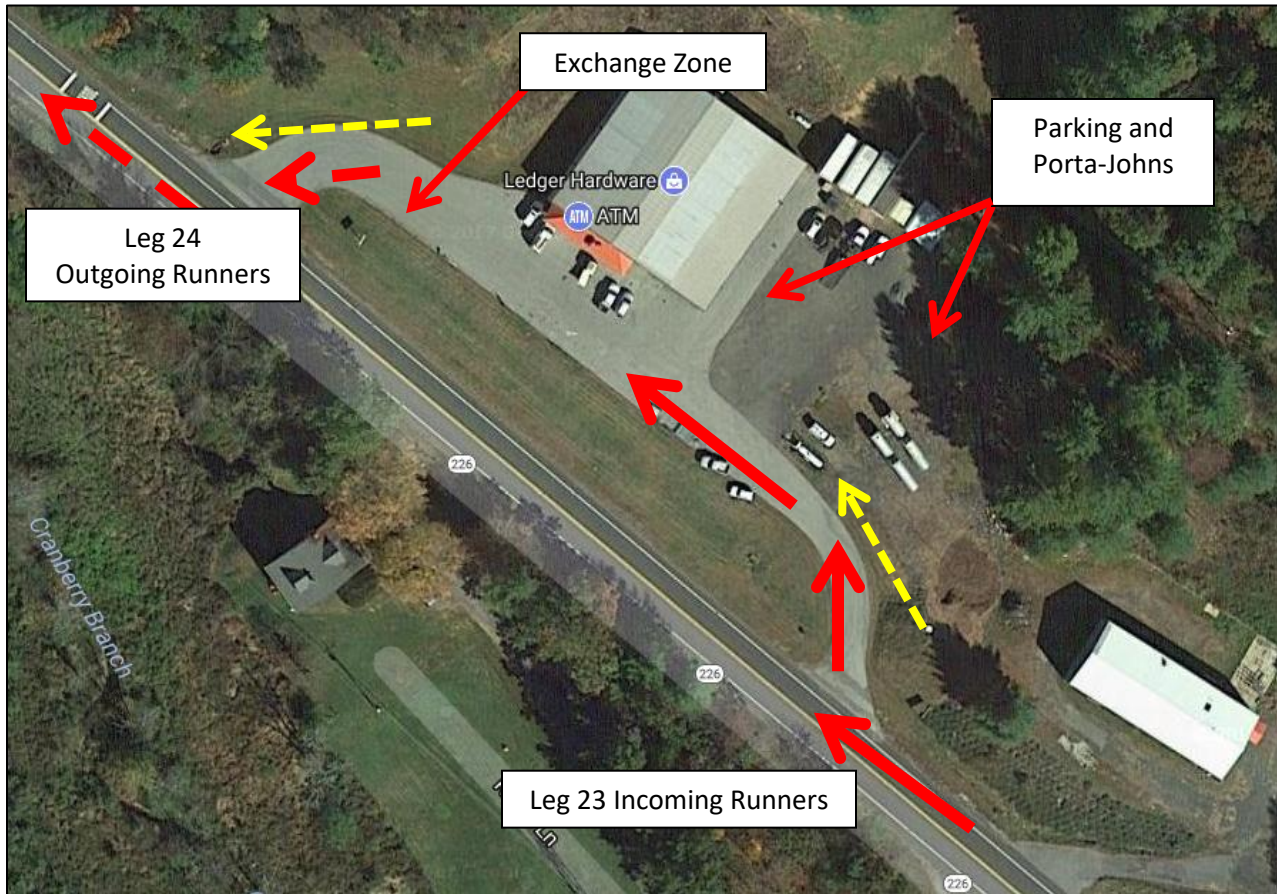 Exchange Zone
Parking and
Porta-Johns
Ledger Hardware
ATM ATM
Leg 24
Outgoing Runners
226
Cranberry Branch
226
Leg 23 Incoming Runners
Ln
226